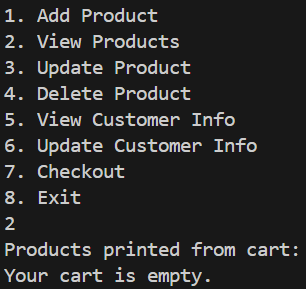 1. Add Product
2. View Products
3. Update Product
4. Delete Product
5. View Customer Info
6. Update Customer Info
7. Checkout
8. Exit
2
Products printed from cart:
Your cart is empty.